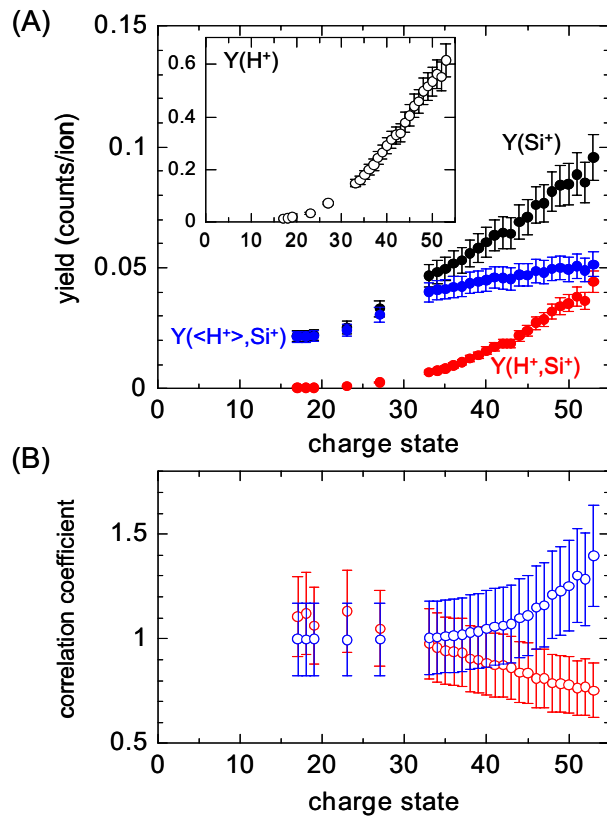 (A)
0.15
0.1
0.05
0
yield (counts/ion)
Y(H⁺)
0.6
0.4
0.2
0
0 10 20 30 40 50
Y(Si⁺)
Y(<H⁺>,Si⁺)
Y(H⁺,Si⁺)
0 10 20 30 40 50
charge state
(B)
1.5
1
0.5
correlation coefficient
0 10 20 30 40 50
charge state